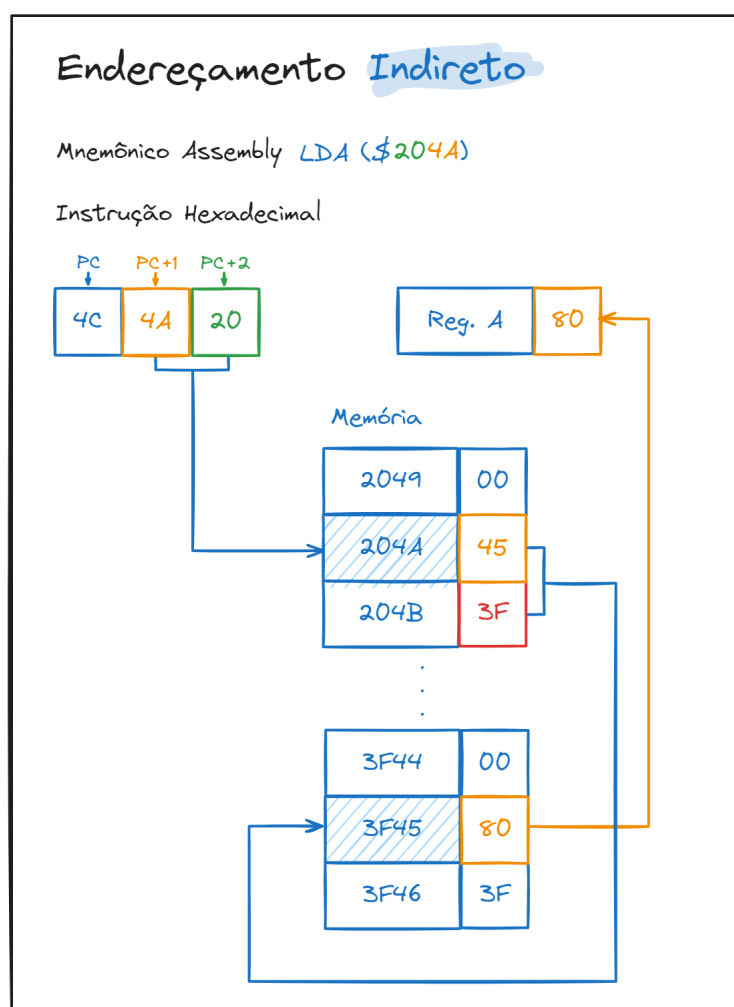 Endereçamento Indireto
Mnemônico Assembly LDA ($204A)
Instrução Hexadecimal
PC PC+1 PC+2
4C 4A 20
Reg. A 80
Memória
2049 00
204A 45
204B 3F
.
.
.
3F44 00
3F45 80
3F46 3F